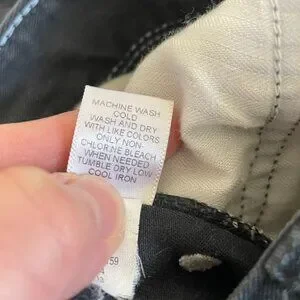 MACHINE WASH
COLD
WASH AND DRY
WITH LIKE COLORS
ONLY NON-
CHLORINE BLEACH
WHEN NEEDED
TUMBLE DRY LOW
COOL IRON
59